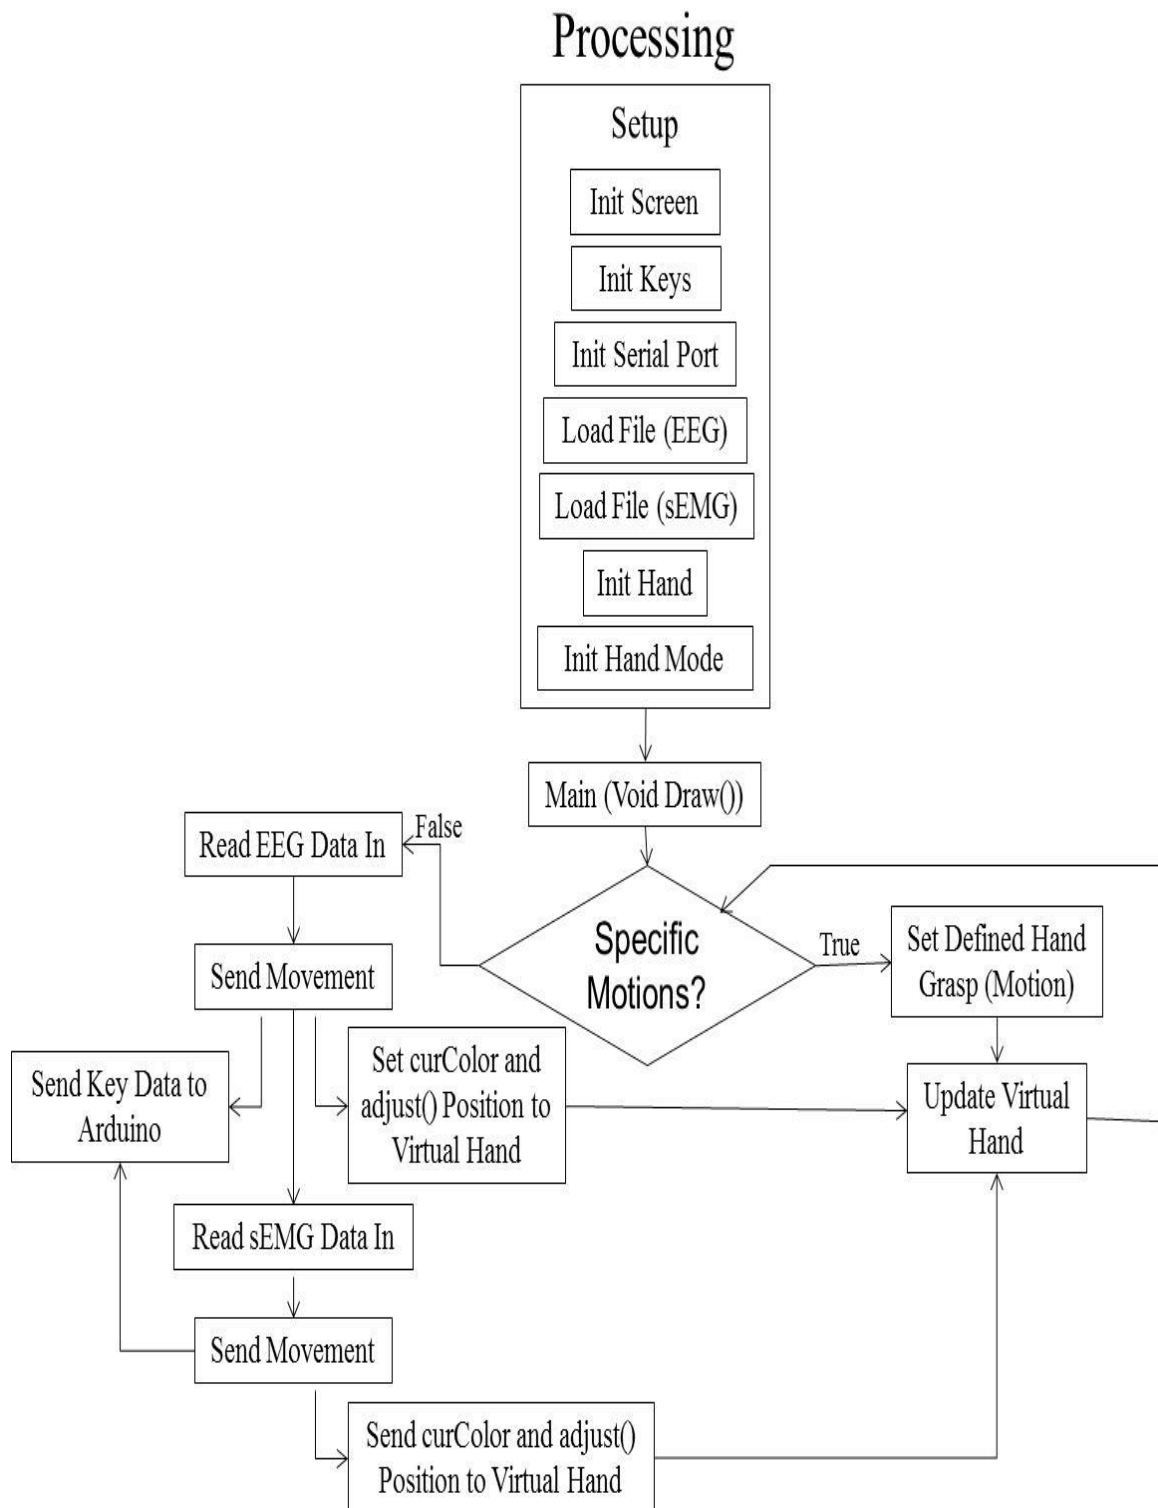 Processing
Setup
Init Screen
Init Keys
Init Serial Port
Load File (EEG)
Load File (sEMG)
Init Hand
Init Hand Mode
Main (Void Draw())
False
Read EEG Data In
Specific
Motions?
True
Set Defined Hand
Grasp (Motion)
Send Movement
Send Key Data to
Arduino
Set curColor and
adjust() Position to
Virtual Hand
Update Virtual
Hand
Read sEMG Data In
Send Movement
Send curColor and adjust()
Position to Virtual Hand